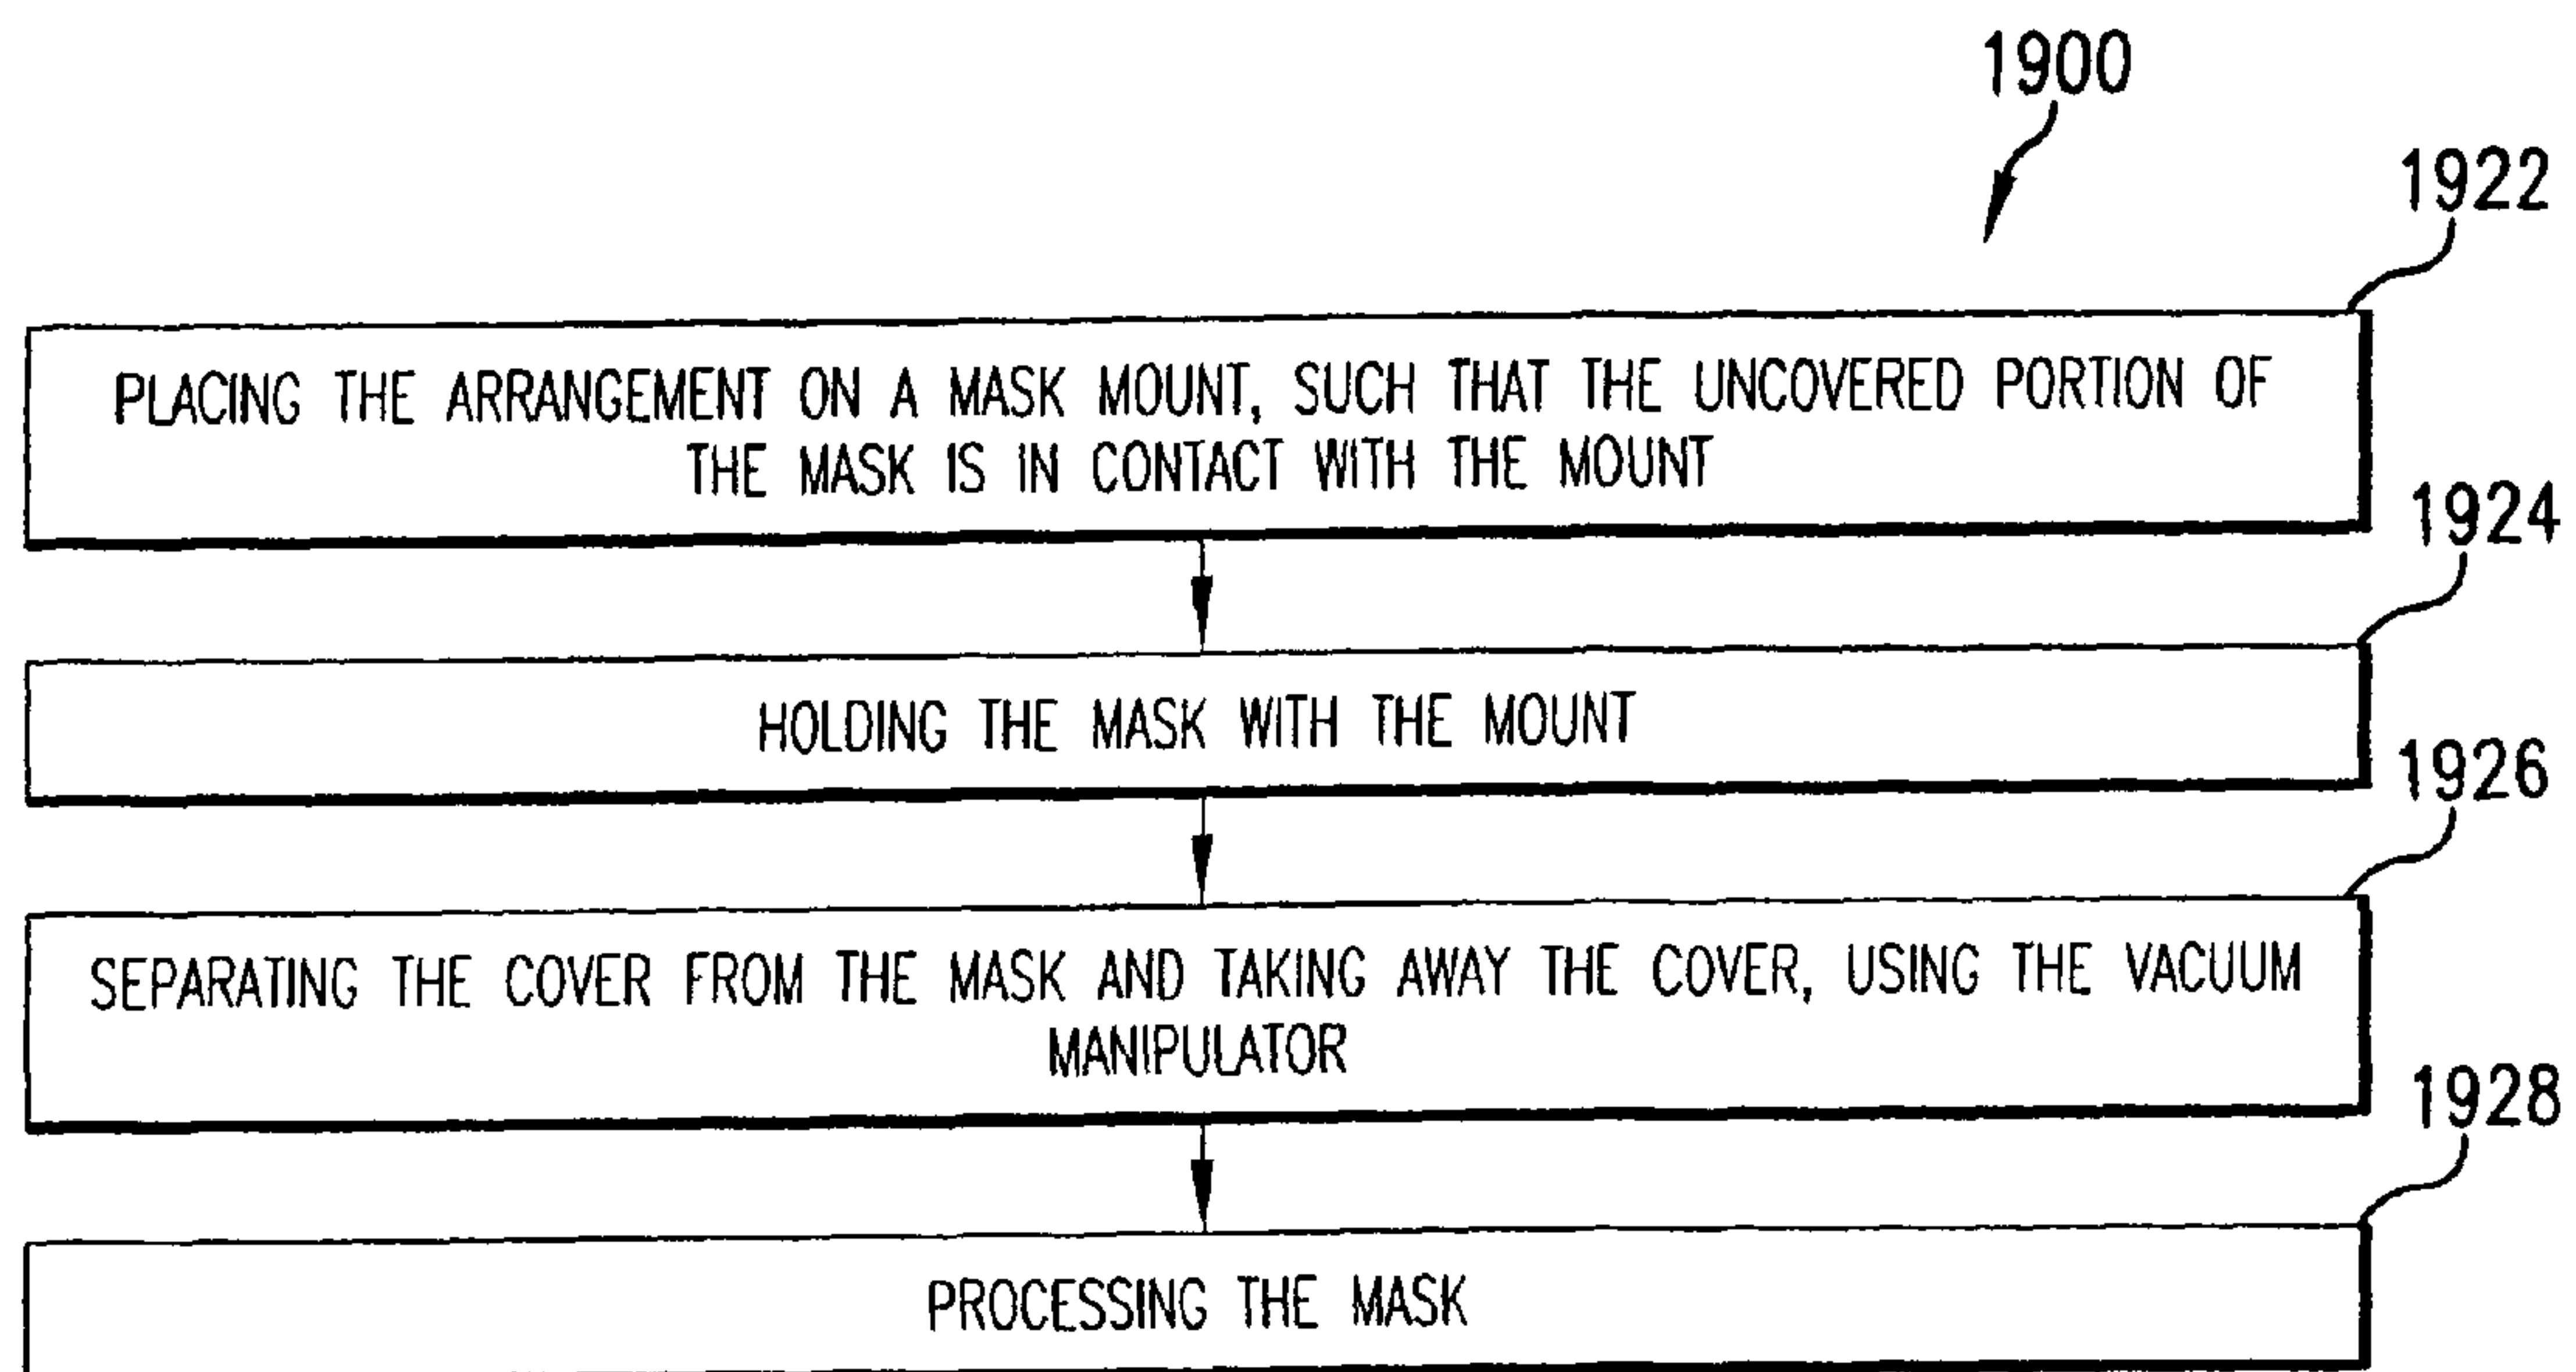 1900
1922
PLACING THE ARRANGEMENT ON A MASK MOUNT, SUCH THAT THE UNCOVERED PORTION OF
THE MASK IS IN CONTACT WITH THE MOUNT
1924
HOLDING THE MASK WITH THE MOUNT
1926
SEPARATING THE COVER FROM THE MASK AND TAKING AWAY THE COVER, USING THE VACUUM
MANIPULATOR
1928
PROCESSING THE MASK